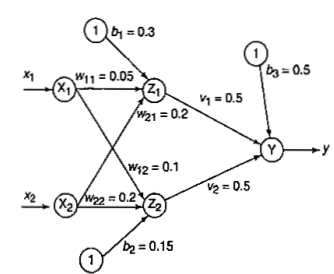 1
b1 = 0.3
1
x1
X1
w11 = 0.05
Z1
b3 = 0.5
w21 = 0.2
v1 = 0.5
Y
y
w12 = 0.1
x2
X2
w22 = 0.2
Z2
v2 = 0.5
1
b2 = 0.15